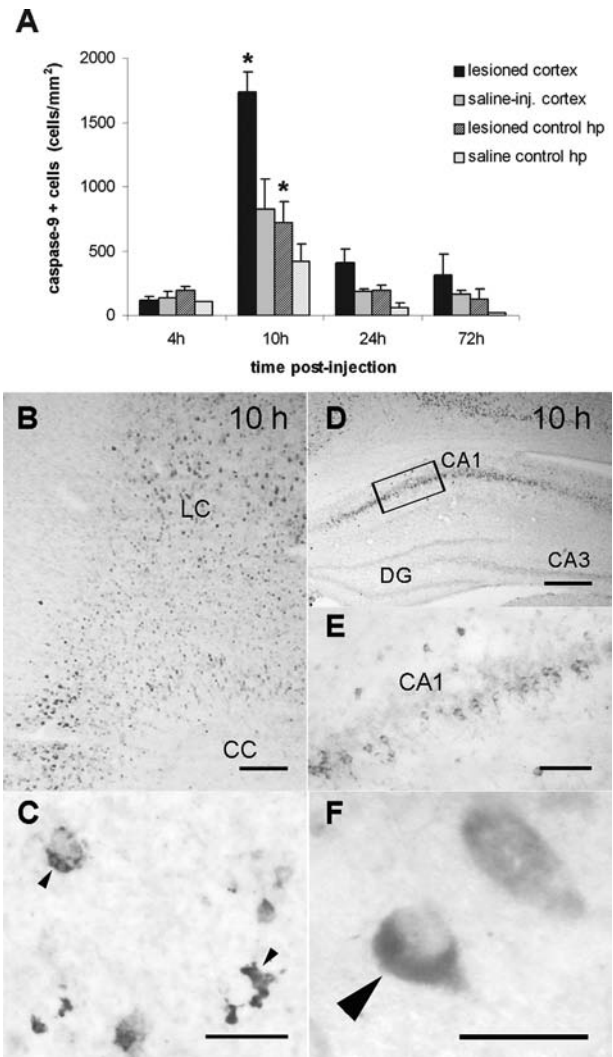 A
2000
1500
1000
500
0
caspase-9 + cells (cells/mm²)
* 
*
lesioned cortex
saline-inj. cortex
lesioned control hp
saline control hp
4h 10h 24h 72h
time post-injection
B 10 h
LC
CC
D 10 h
CA1
CA3
DG
E
CA1
C
F